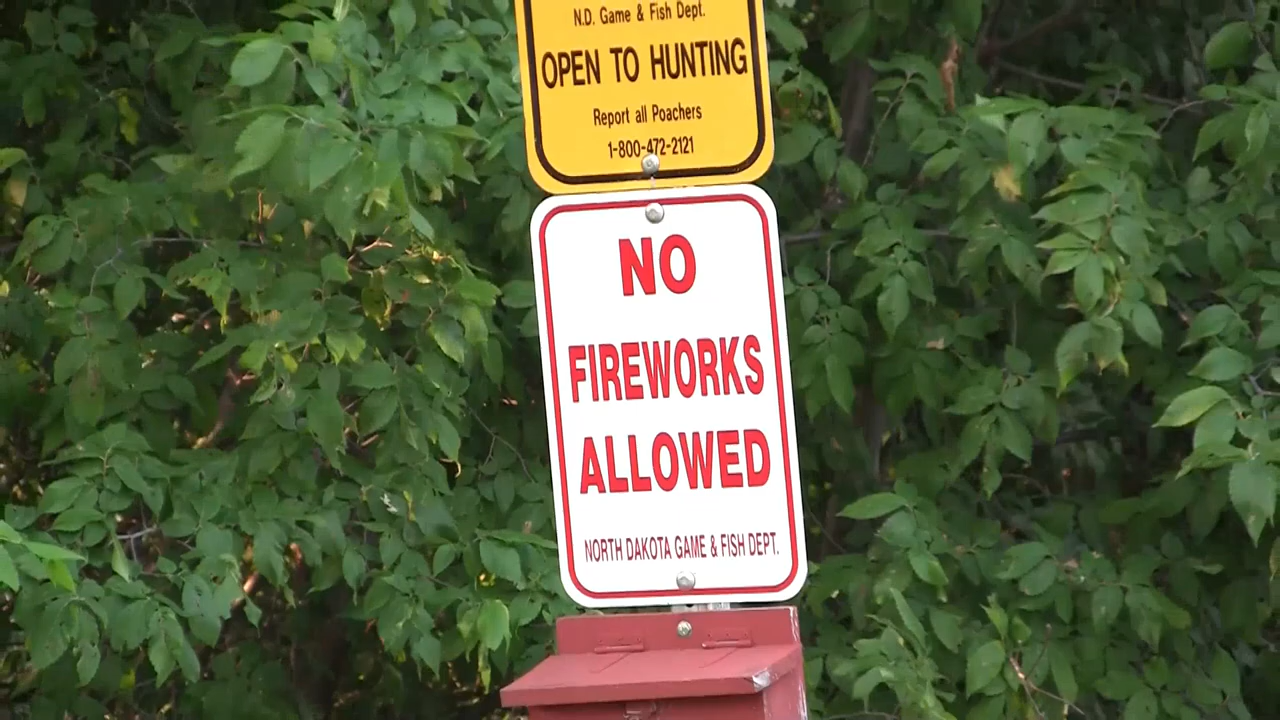 N.D. Game & Fish Dept.
OPEN TO HUNTING
Report all Poachers
1-800-472-2121
NO
FIREWORKS
ALLOWED
NORTH DAKOTA GAME & FISH DEPT.